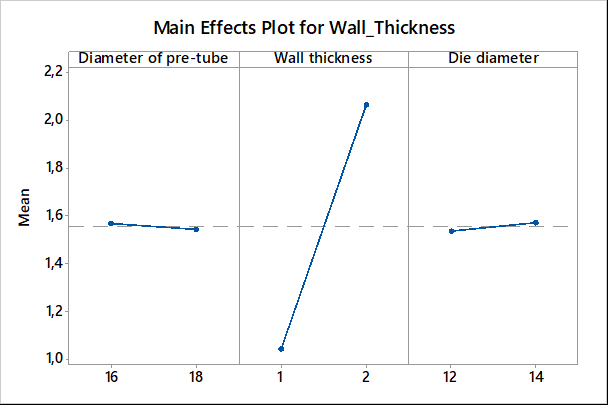 Main Effects Plot for Wall_Thickness
Diameter of pre-tube Wall thickness Die diameter
2,2
2,0
1,8
1,6
1,4
1,2
1,0
Mean
16 18 1 2 12 14